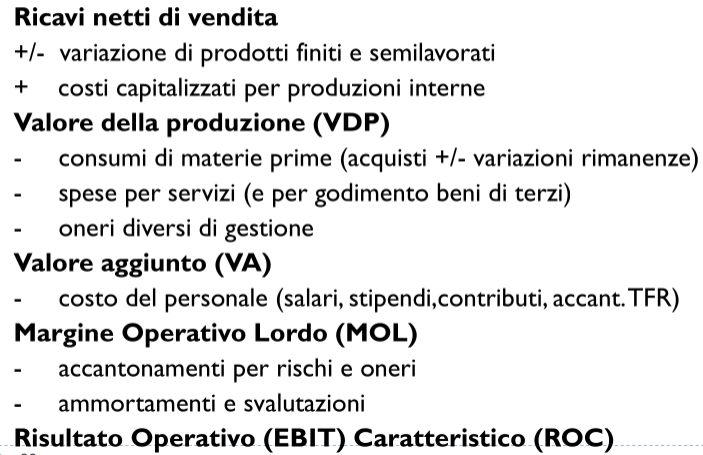 Ricavi netti di vendita
+/- variazione di prodotti finiti e semilavorati
+ costi capitalizzati per produzioni interne
Valore della produzione (VDP)
- consumi di materie prime (acquisti +/- variazioni rimanenze)
- spese per servizi (e per godimento beni di terzi)
- oneri diversi di gestione
Valore aggiunto (VA)
- costo del personale (salari, stipendi,contributi, accant. TFR)
Margine Operativo Lordo (MOL)
- accantonamenti per rischi e oneri
- ammortamenti e svalutazioni
Risultato Operativo (EBIT) Caratteristico (ROC)